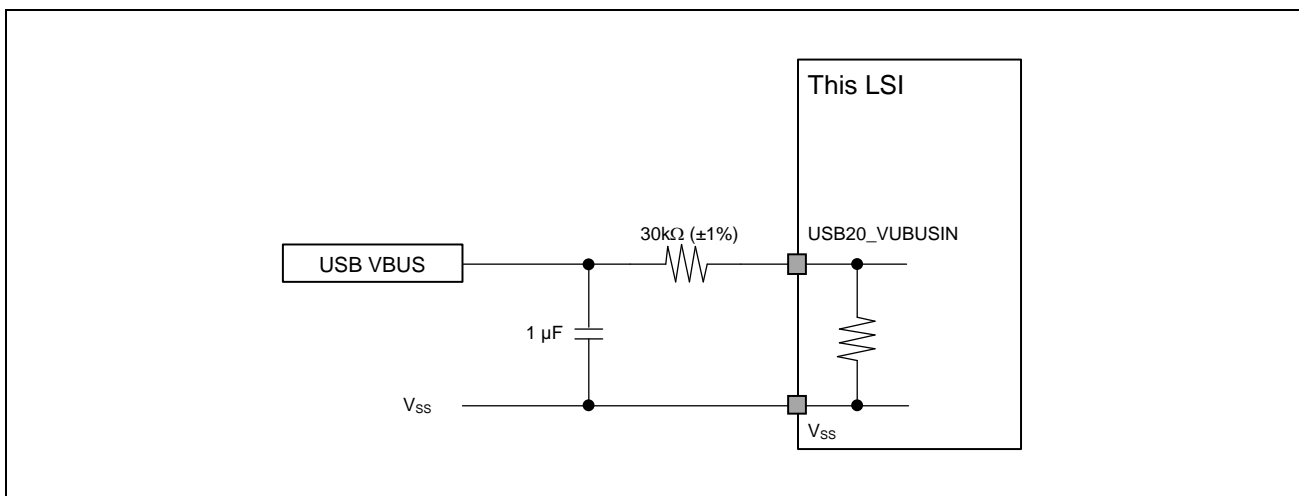 This LSI
30kΩ (±1%)
USB20_VUBUSIN
USB VBUS
1 µF
VSS
VSS